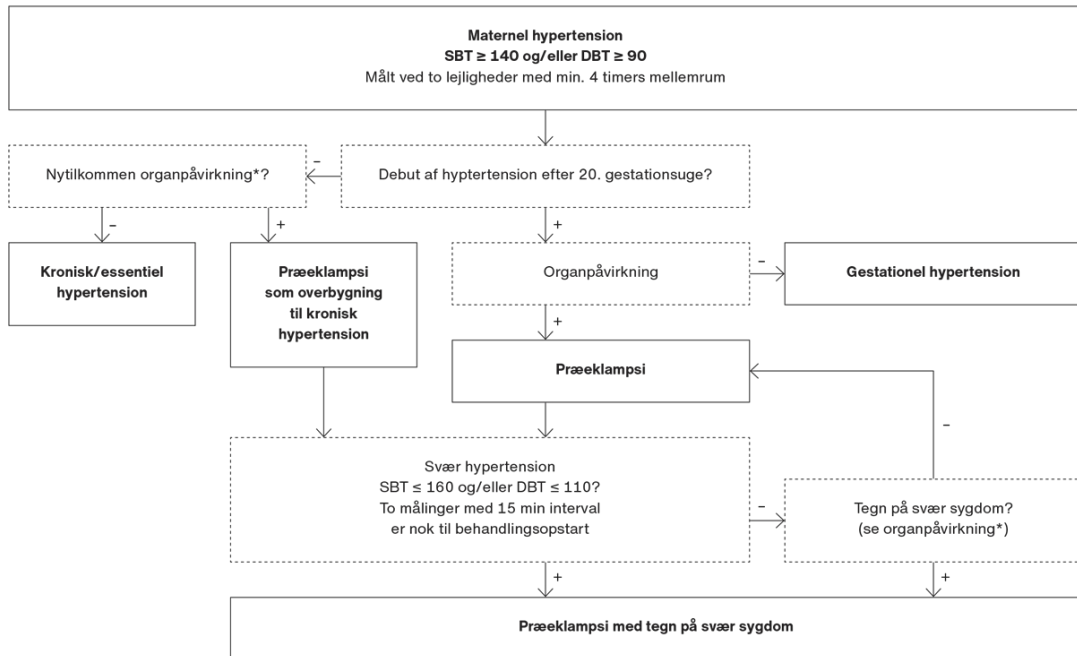 Maternel hypertension
SBT ≥ 140 og/eller DBT ≥ 90
Målt ved to lejligheder med min. 4 timers mellemrum
Nytilkommen organpåvirkning*?
–
Debut af hyptertension efter 20. gestationsuge?
–
+
+
Kronisk/essentiel
hypertension
Præeklampsi
som overbygning
til kronisk
hypertension
Organpåvirkning
–
Gestationel hypertension
+
Præeklampsi
–
Svær hypertension
SBT ≤ 160 og/eller DBT ≤ 110?
To målinger med 15 min interval
er nok til behandlingsopstart
–
Tegn på svær sygdom?
(se organpåvirkning*)
+
+
Præeklampsi med tegn på svær sygdom